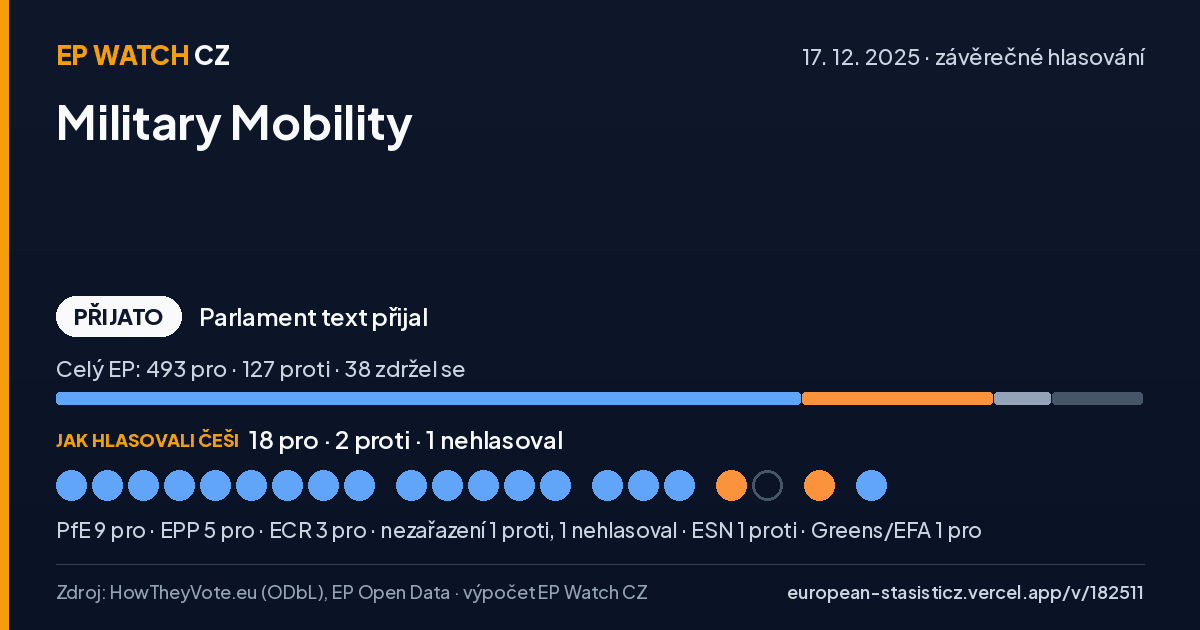 EP WATCH CZ
17. 12. 2025 · závěrečné hlasování
Military Mobility
PŘIJATO Parlament text přijal
Celý EP: 493 pro · 127 proti · 38 zdržel se
JAK HLASOVALI ČEŠI 18 pro · 2 proti · 1 nehlasoval
PfE 9 pro · EPP 5 pro · ECR 3 pro · nezařazení 1 proti, 1 nehlasoval · ESN 1 proti · Greens/EFA 1 pro
Zdroj: HowTheyVote.eu (ODbL), EP Open Data · výpočet EP Watch CZ
european-stasisticz.vercel.app/v/182511